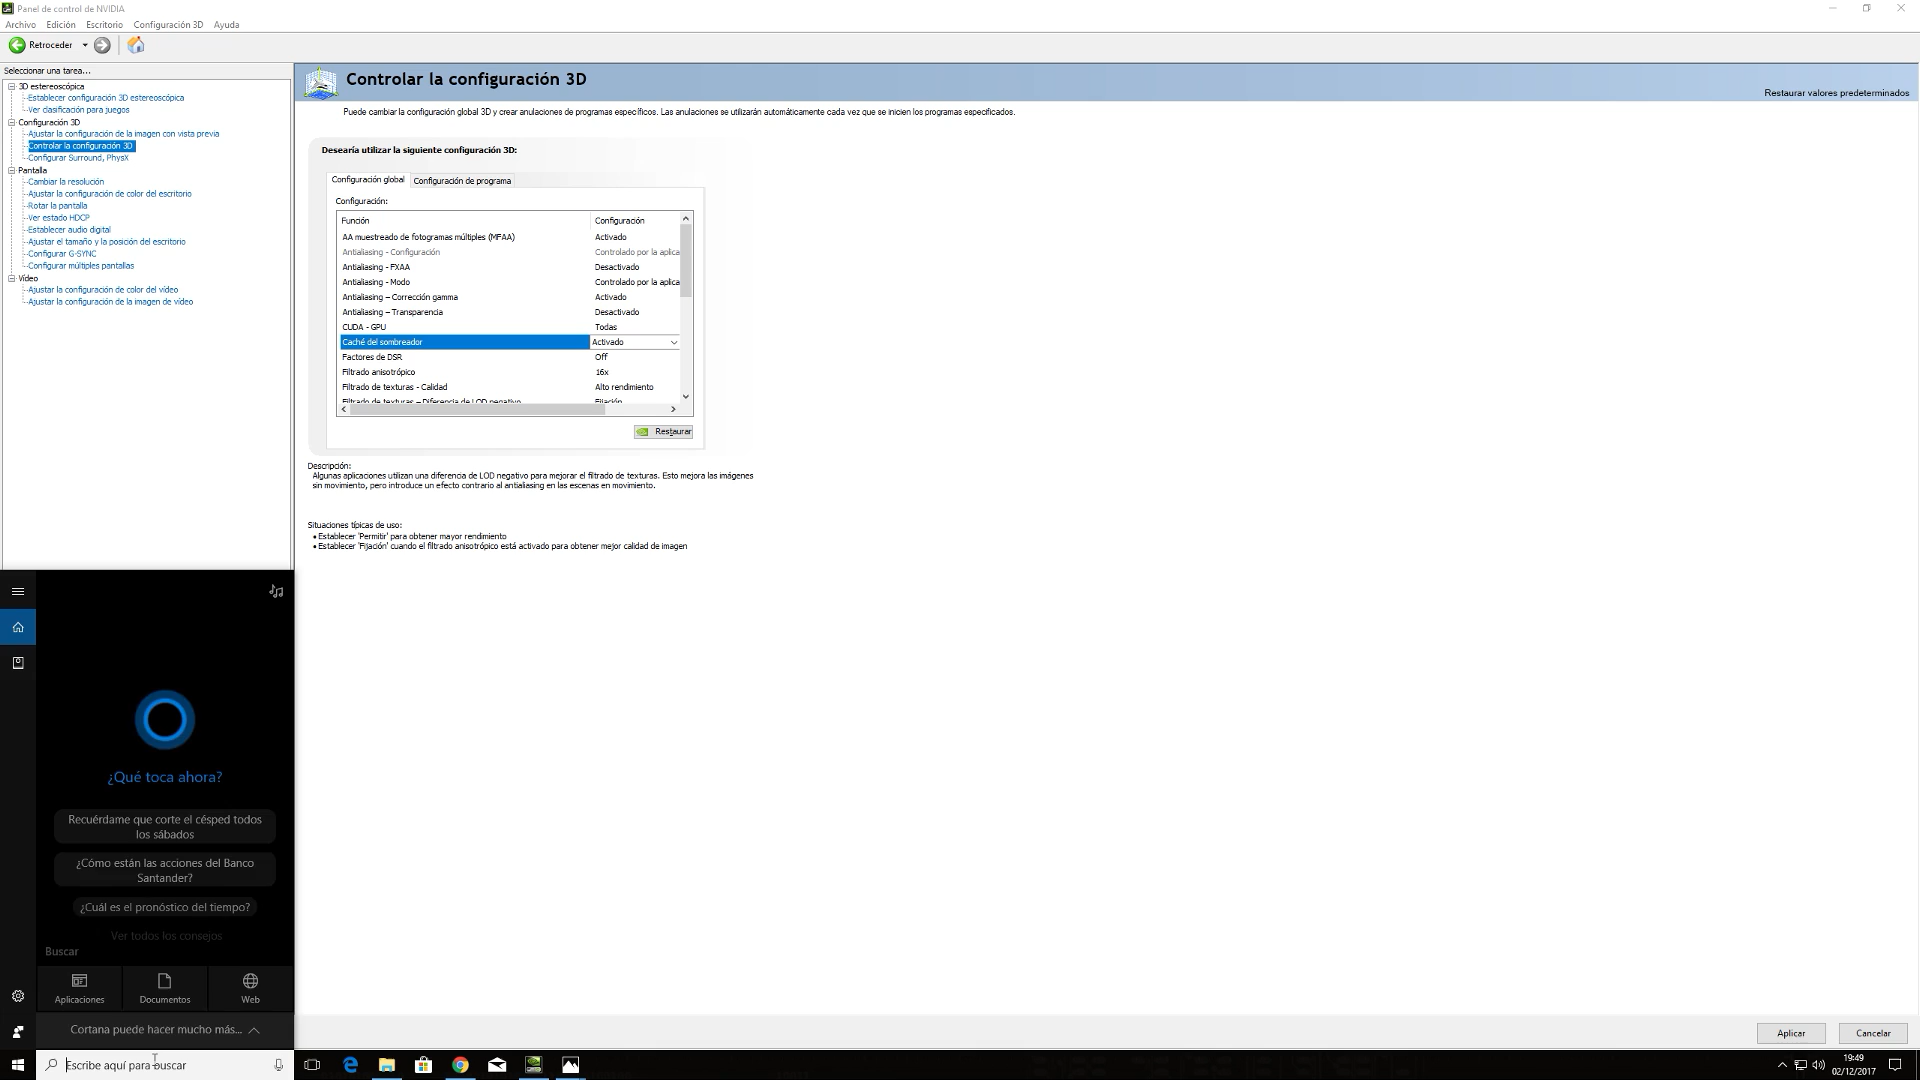 Panel de control de NVIDIA
Archivo Edición Escritorio Configuración 3D Ayuda
Retroceder
Seleccionar una tarea...
3D estereoscópica
Establecer configuración 3D estereoscópica
Ver clasificación para juegos
Configuración 3D
Ajustar la configuración de la imagen con vista previa
Controlar la configuración 3D
Configurar Surround, PhysX
Pantalla
Cambiar la resolución
Ajustar la configuración de color del escritorio
Rotar la pantalla
Ver estado HDCP
Establecer audio digital
Ajustar el tamaño y la posición del escritorio
Configurar G-SYNC
Configurar múltiples pantallas
Vídeo
Ajustar la configuración de color del vídeo
Ajustar la configuración de la imagen de vídeo
Controlar la configuración 3D
Restaurar valores predeterminados
Puede cambiar la configuración global 3D y crear anulaciones de programas específicos. Las anulaciones se utilizarán automáticamente cada vez que se inicien los programas especificados.
Desearía utilizar la siguiente configuración 3D:
Configuración global Configuración de programa
Configuración:
Función Configuración
AA muestreado de fotogramas múltiples (MFAA) Activado
Antialiasing - Configuración Controlado por la aplica
Antialiasing - FXAA Desactivado
Antialiasing - Modo Controlado por la aplica
Antialiasing – Corrección gamma Activado
Antialiasing – Transparencia Desactivado
CUDA - GPU Todas
Caché del sombreador Activado
Factores de DSR Off
Filtrado anisotrópico 16x
Filtrado de texturas - Calidad Alto rendimiento
Filtrado de texturas – Diferencia de LOD negativo Fijación
Restaurar
Descripción:
Algunas aplicaciones utilizan una diferencia de LOD negativo para mejorar el filtrado de texturas. Esto mejora las imágenes
sin movimiento, pero introduce un efecto contrario al antialiasing en las escenas en movimiento.
Situaciones típicas de uso:
• Establecer 'Permitir' para obtener mayor rendimiento
• Establecer 'Fijación' cuando el filtrado anisotrópico está activado para obtener mejor calidad de imagen
¿Qué toca ahora?
Recuérdame que corte el césped todos
los sábados
¿Cómo están las acciones del Banco
Santander?
¿Cuál es el pronóstico del tiempo?
Ver todos los consejos
Buscar
Aplicaciones Documentos Web
Cortana puede hacer mucho más...
Aplicar Cancelar
Escribe aquí para buscar
19:49
02/12/2017